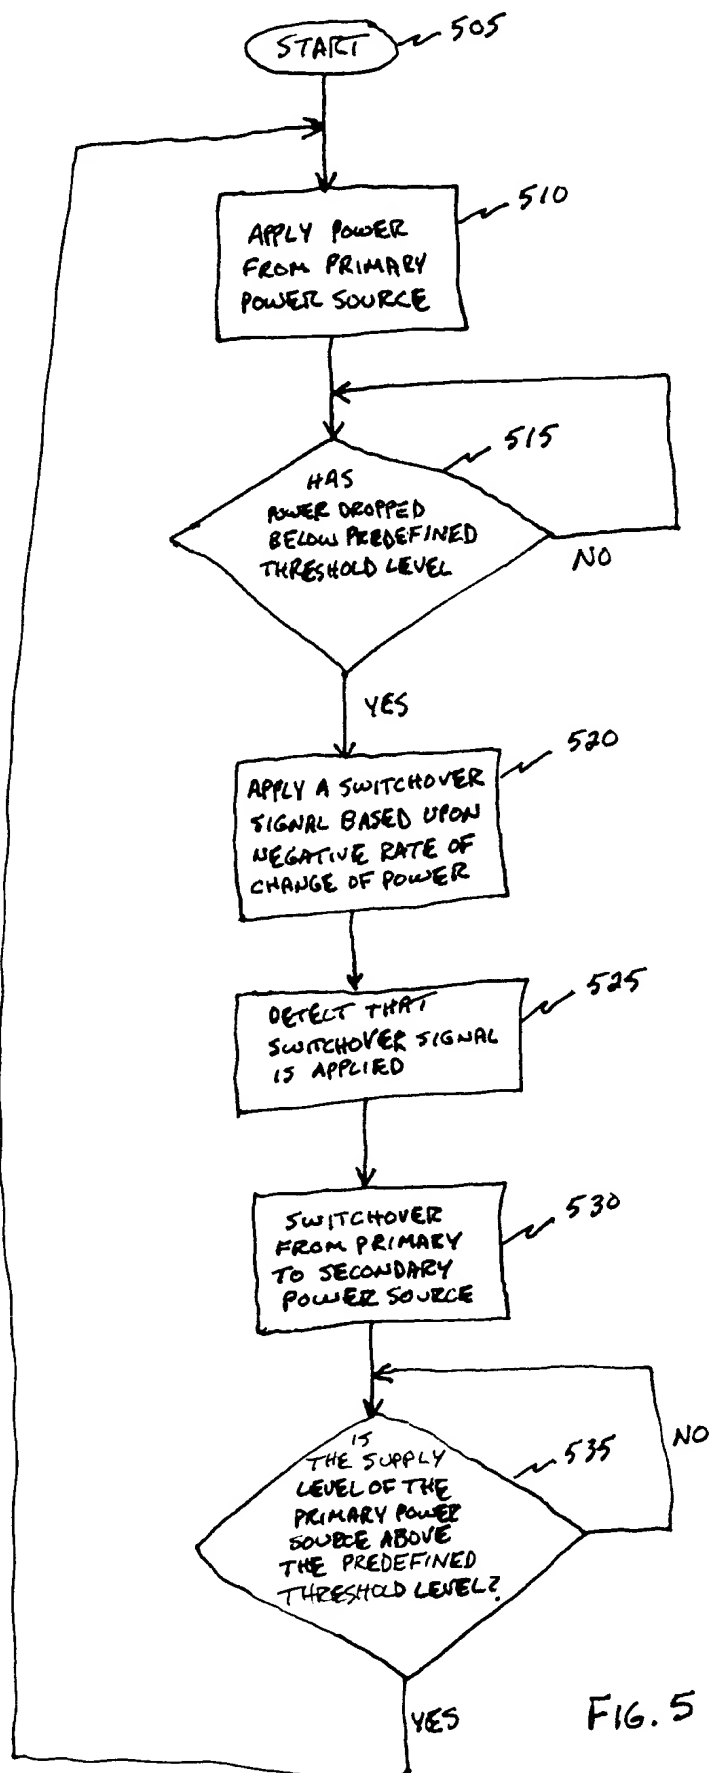 START
505
510
APPLY POWER
FROM PRIMARY
POWER SOURCE
515
HAS
POWER DROPPED
BELOW PREDEFINED
THRESHOLD LEVEL
NO
YES
520
APPLY A SWITCHOVER
SIGNAL BASED UPON
NEGATIVE RATE OF
CHANGE OF POWER
525
DETECT THAT
SWITCHOVER SIGNAL
IS APPLIED
530
SWITCHOVER
FROM PRIMARY
TO SECONDARY
POWER SOURCE
535
NO
IS
THE SUPPLY
LEVEL OF THE
PRIMARY POWER
SOURCE ABOVE
THE PREDEFINED
THRESHOLD LEVEL?
YES
FIG. 5